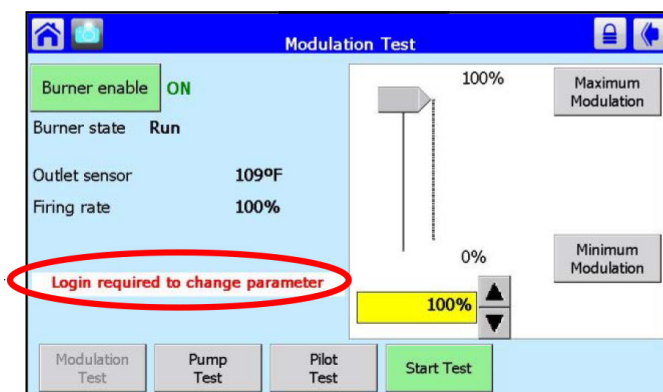 Modulation Test
Burner enable ON
Burner state Run
Outlet sensor 109ºF
Firing rate 100%
Login required to change parameter
100%
Maximum
Modulation
0%
Minimum
Modulation
100%
Modulation
Test
Pump
Test
Pilot
Test
Start Test